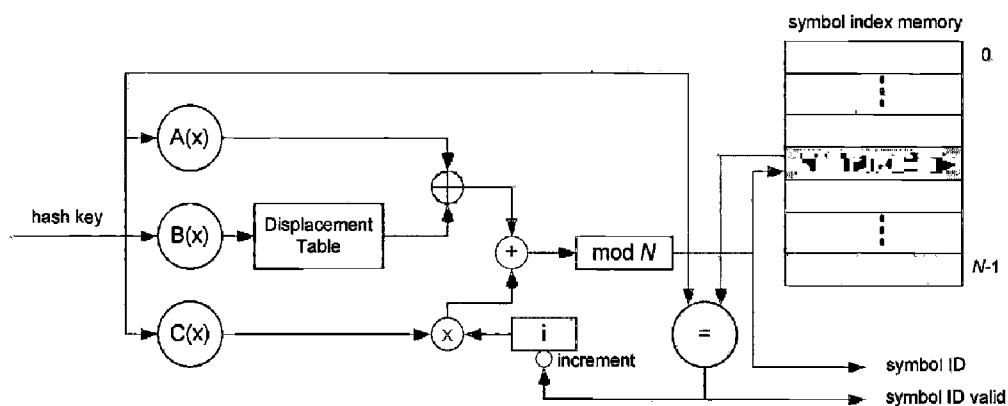 symbol index memory
0
A(x)
hash key
B(x)
Displacement
Table
+
mod N
N-1
C(x)
x
i
=
increment
symbol ID
symbol ID valid